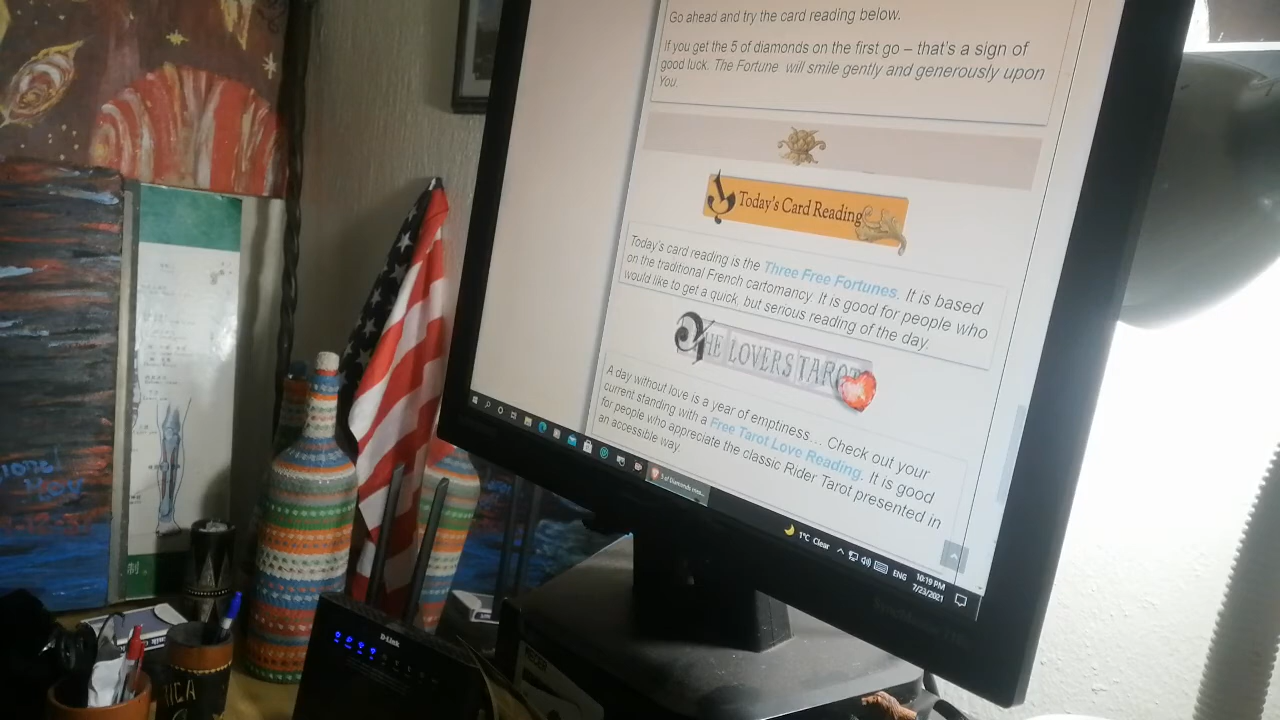 Go ahead and try the card reading below.
If you get the 5 of diamonds on the first go – that's a sign of
good luck. The Fortune will smile gently and generously upon
You.
Today's Card Reading
Today's card reading is the Three Free Fortunes. It is based
on the traditional French cartomancy. It is good for people who
would like to get a quick, but serious reading of the day.
THE LOVERS TAROT
A day without love is a year of emptiness... Check out your
current standing with a Free Tarot Love Reading. It is good
for people who appreciate the classic Rider Tarot presented in
an accessible way.
1°C Clear
ENG
10:19 PM
7/23/2021
D-Link
制